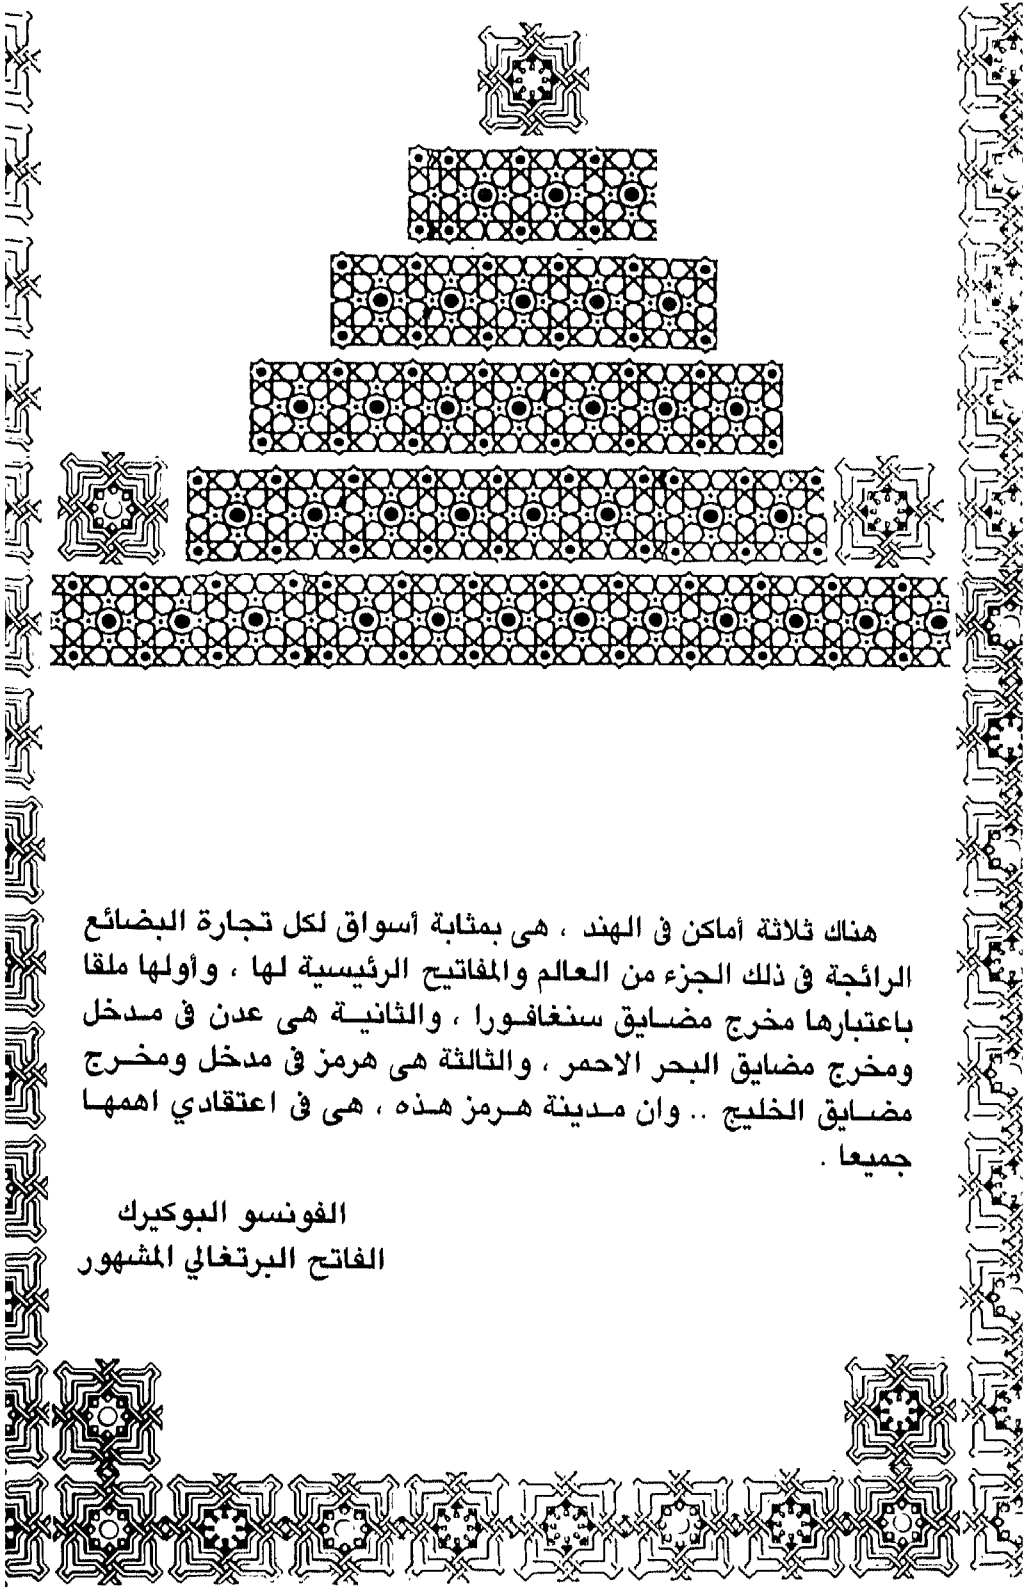 هناك ثلاثة أماكن فى الهند ، هى بمثابة أسواق لكل تجارة البضائع
الرائجة فى ذلك الجزء من العالم والمفاتيح الرئيسية لها ، وأولها ملقا
باعتبارها مخرج مضايق سنغافورا ، والثانية هى عدن فى مدخل
ومخرج مضايق البحر الاحمر ، والثالثة هى هرمز فى مدخل ومخرج
مضايق الخليج .. وان مدينة هرمز هذه ، هى فى اعتقادي اهمها
جميعا .
الفونسو البوكيرك
الفاتح البرتغالي المشهور